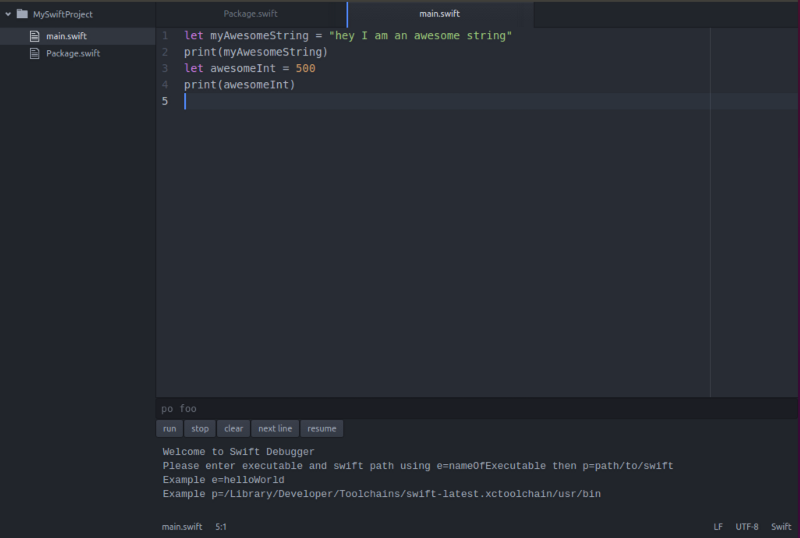 MySwiftProject
main.swift
Package.swift
Package.swift
main.swift
1 let myAwesomeString = "hey I am an awesome string"
2 print(myAwesomeString)
3 let awesomeInt = 500
4 print(awesomeInt)
5
po foo
run stop clear next line resume
Welcome to Swift Debugger
Please enter executable and swift path using e=nameOfExecutable then p=path/to/swift
Example e=helloWorld
Example p=/Library/Developer/Toolchains/swift-latest.xctoolchain/usr/bin
main.swift 5:1 LF UTF-8 Swift